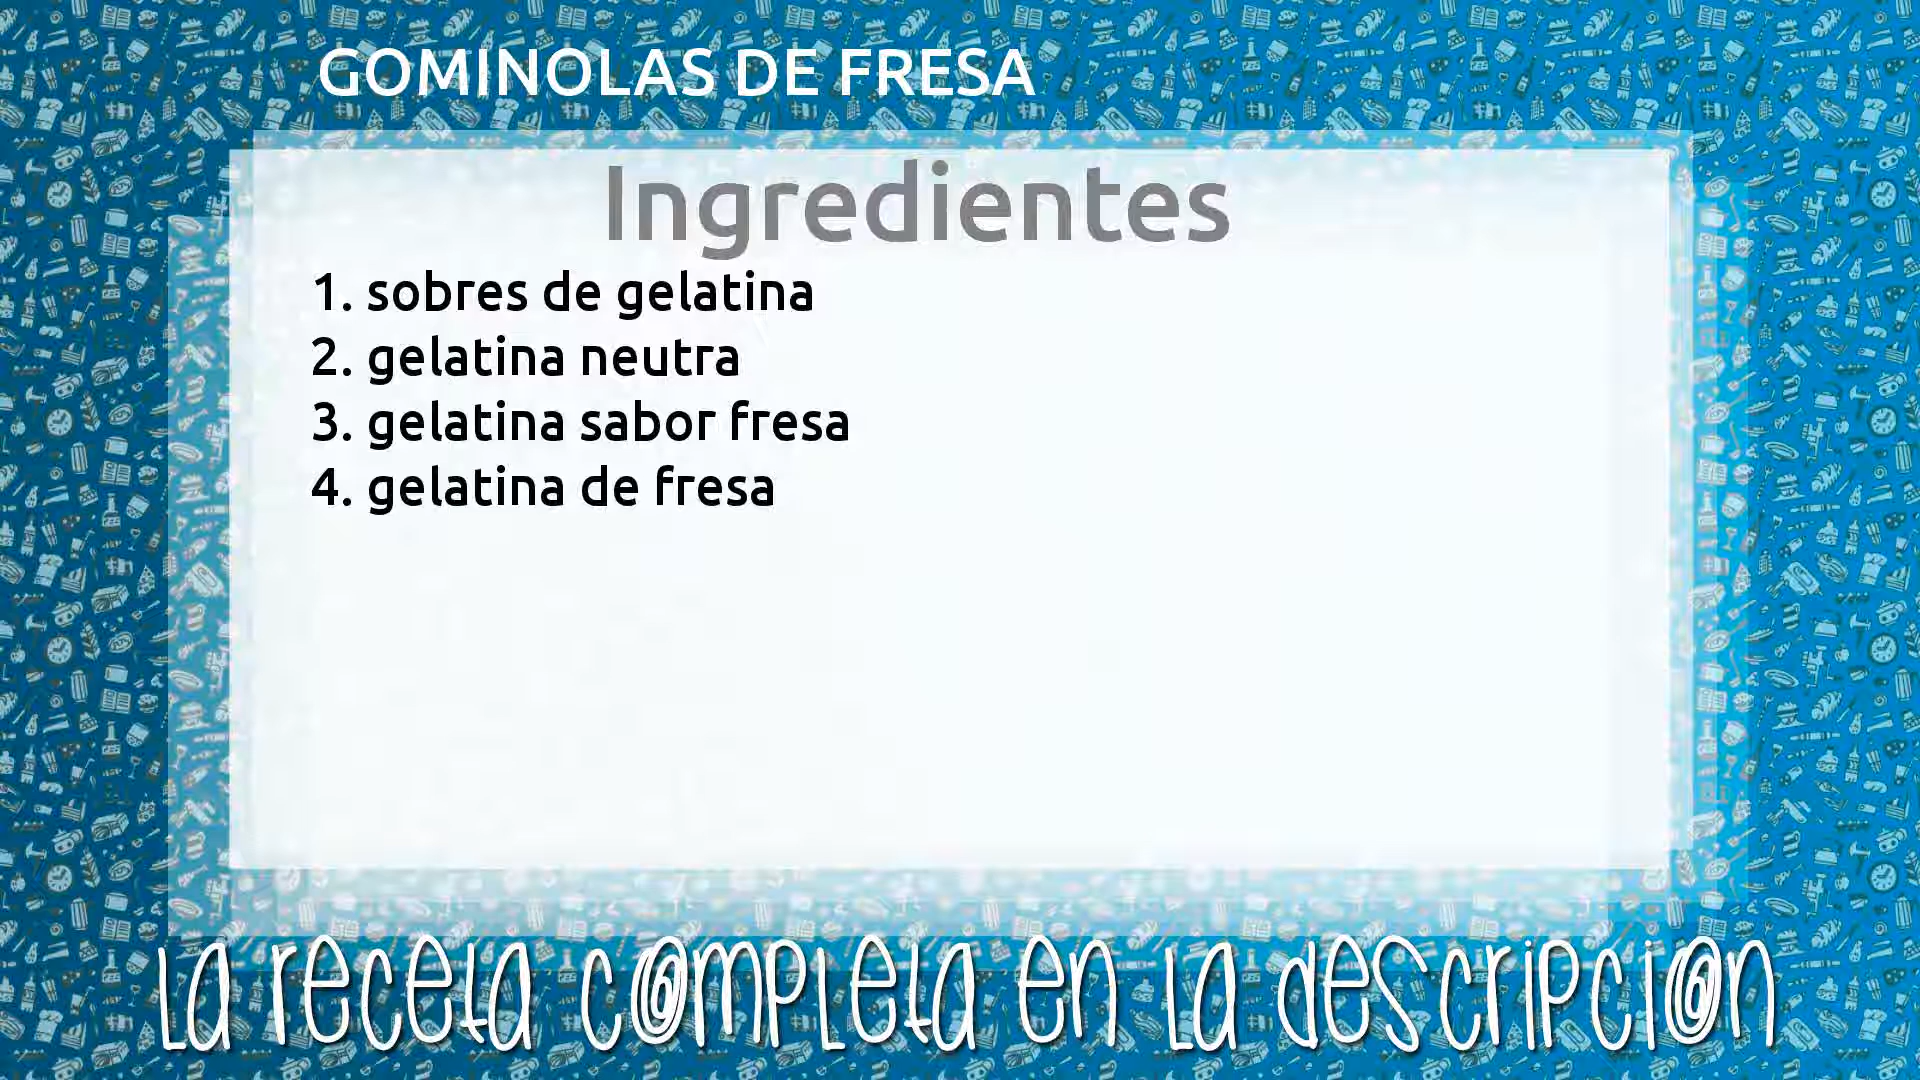 GOMINOLAS DE FRESA
Ingredientes
1. sobres de gelatina
2. gelatina neutra
3. gelatina sabor fresa
4. gelatina de fresa
La receta completa en la descripción